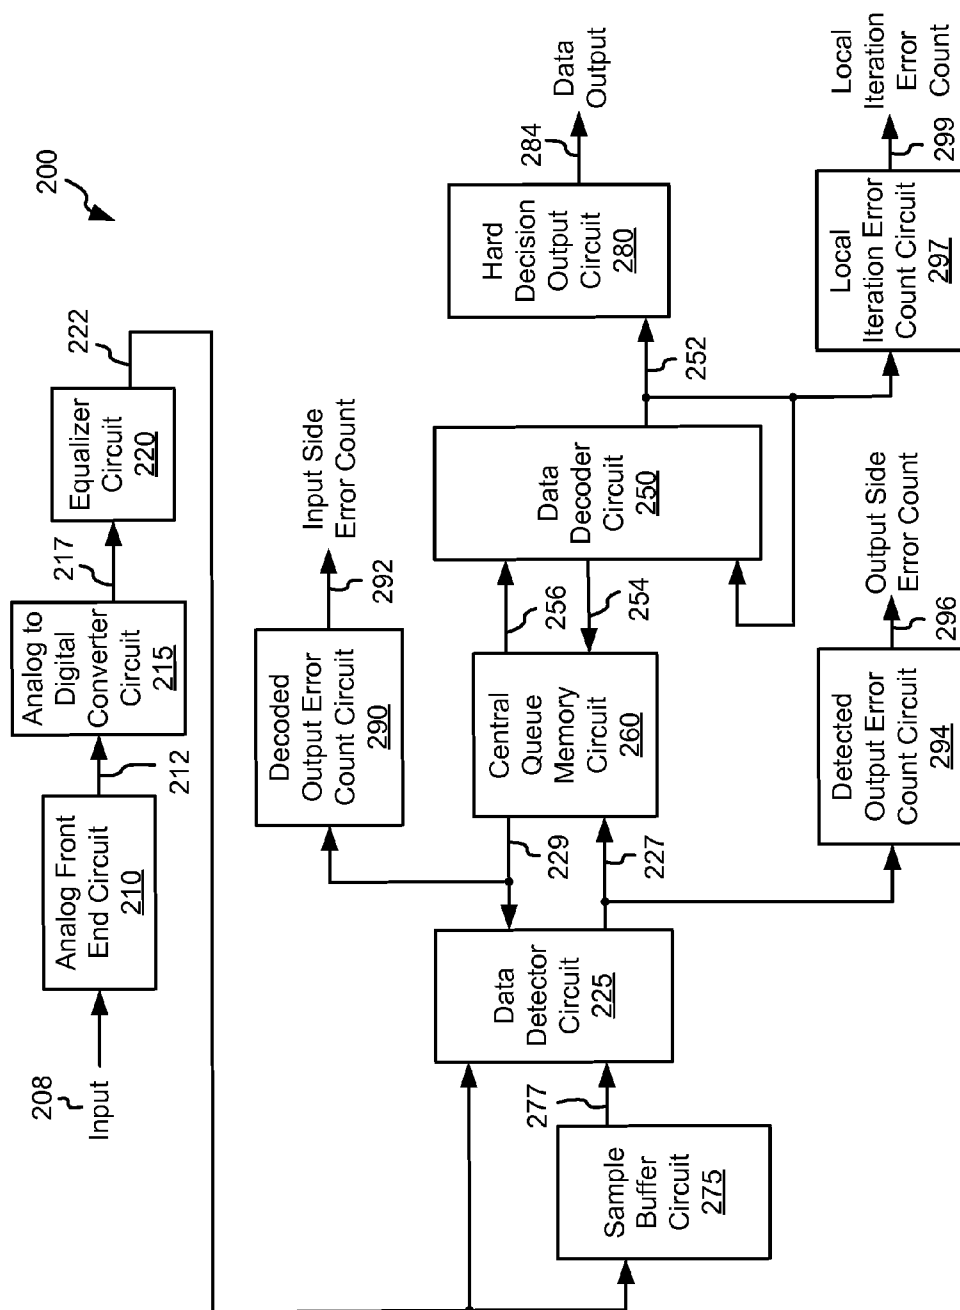 200
208
Input
Analog Front
End Circuit
210
212
Analog to
Digital
Converter
Circuit
215
217
Equalizer
Circuit
220
222
Decoded
Output Error
Count Circuit
290
292
Input Side
Error Count
Sample
Buffer
Circuit
275
277
Data
Detector
Circuit
225
229
227
Central
Queue
Memory
Circuit
260
256
254
Data
Decoder
Circuit
250
252
Hard
Decision
Output
Circuit
280
284
Data
Output
Detected
Output Error
Count Circuit
294
296
Output Side
Error Count
Local
Iteration Error
Count Circuit
297
299
Local
Iteration
Error
Count